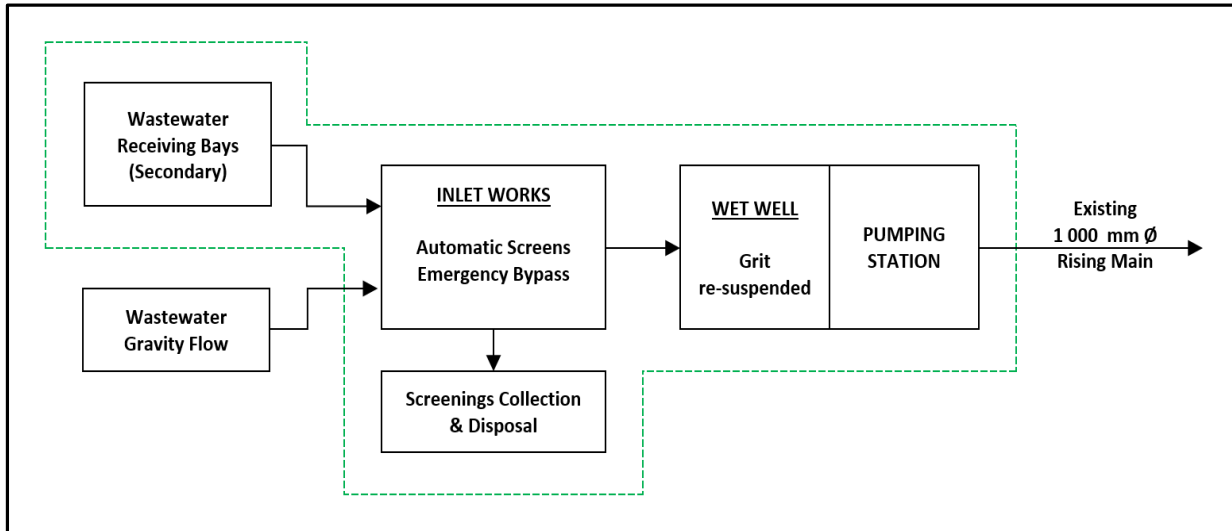 Wastewater
Receiving Bays
(Secondary)
INLET WORKS
Automatic Screens
Emergency Bypass
WET WELL
Grit
re-suspended
PUMPING
STATION
Existing
1 000 mm Ø
Rising Main
Wastewater
Gravity Flow
Screenings Collection
& Disposal